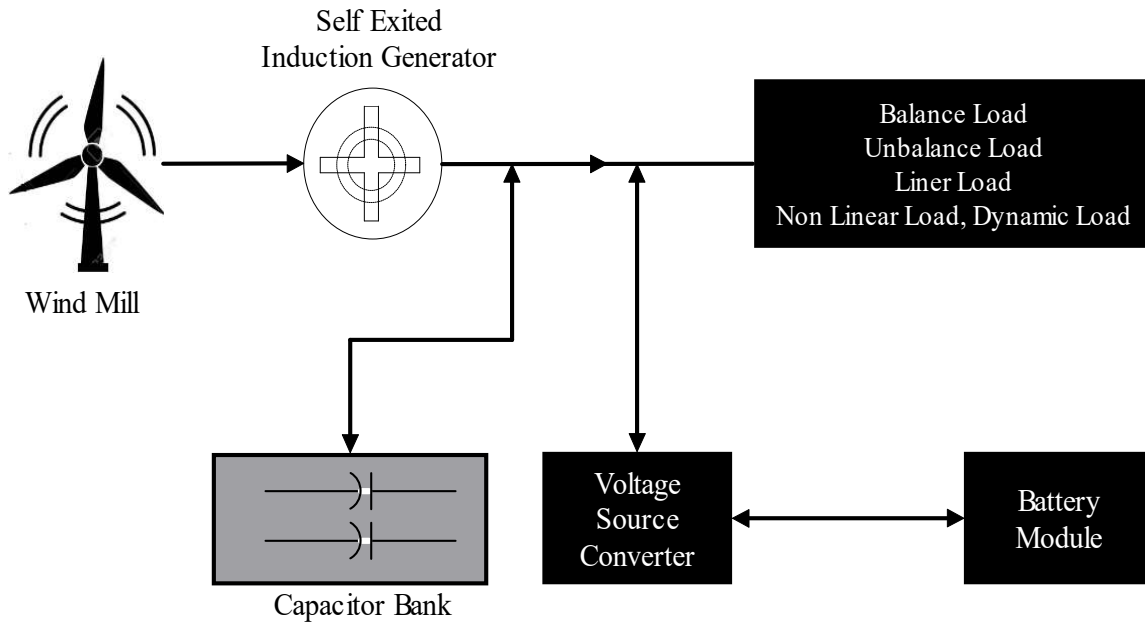 Self Exited
Induction Generator
Balance Load
Unbalance Load
Liner Load
Non Linear Load, Dynamic Load
Wind Mill
Voltage
Source
Converter
Battery
Module
Capacitor Bank